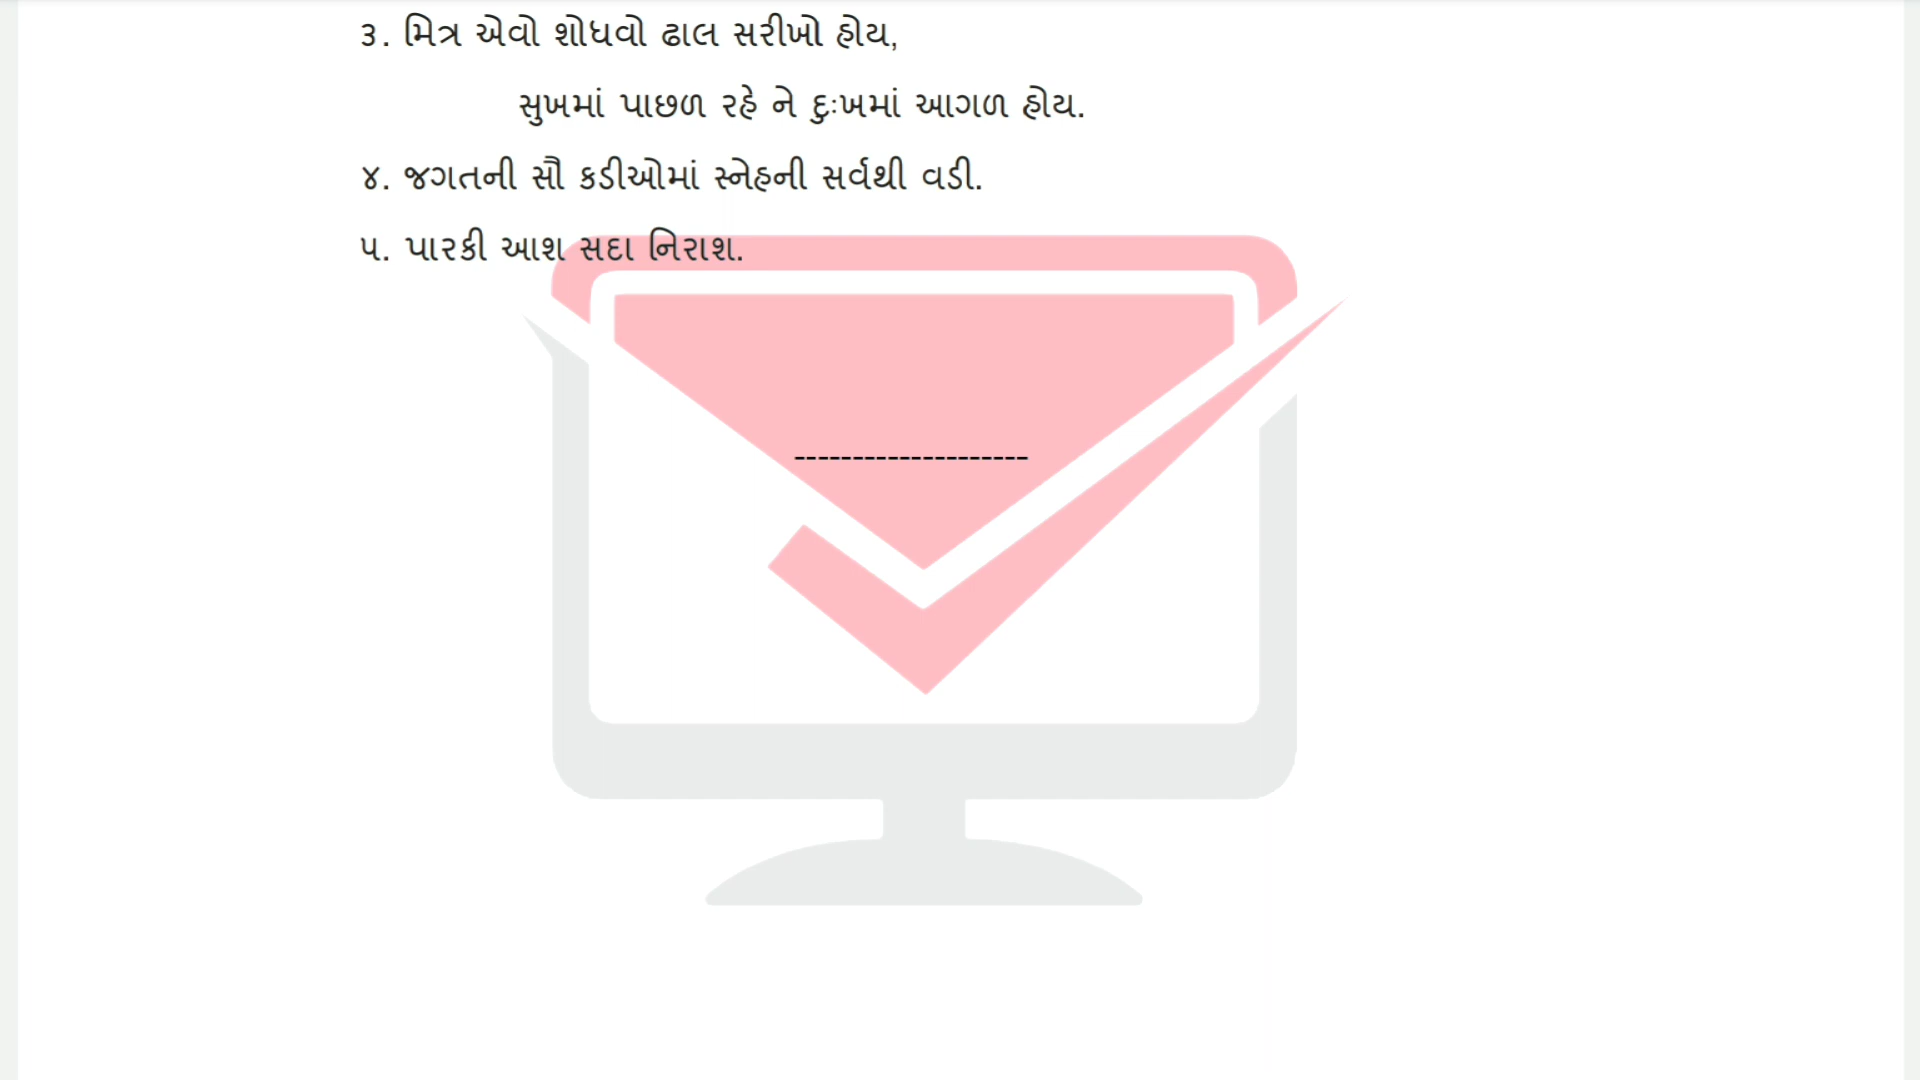 ૩. મિત્ર એવો શોધવો ઢાલ સરીખો હોય,
સુખમાં પાછળ રહે ને દુઃખમાં આગળ હોય.
૪. જગતની સૌ કડીઓમાં સ્નેહની સર્વથી વડી.
૫. પારકી આશ સદા નિરાશ.
--------------------